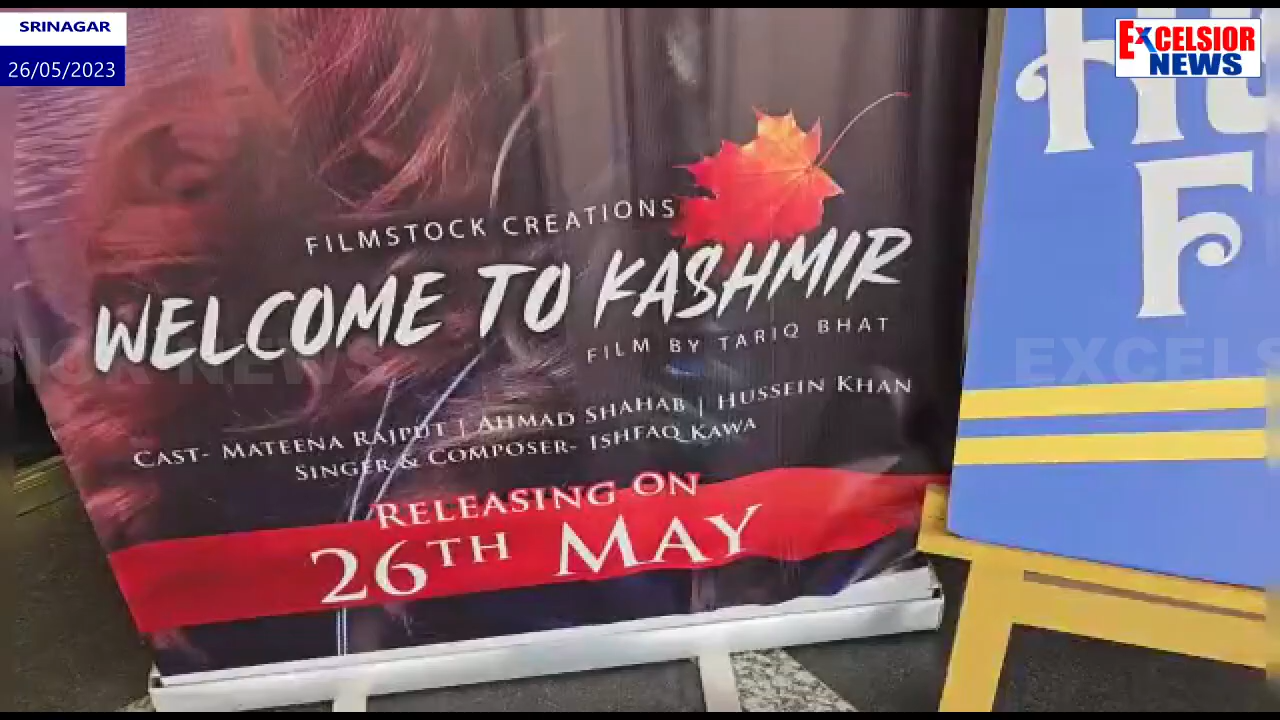 SRINAGAR
26/05/2023
EXCELSIOR
NEWS
FILMSTOCK CREATIONS
WELCOME TO KASHMIR
FILM BY TARIQ BHAT
CAST- MATEENA RAJPUT | AHMAD SHAHAB | HUSSEIN KHAN
SINGER & COMPOSER- ISHFAQ KAWA
RELEASING ON
26TH MAY